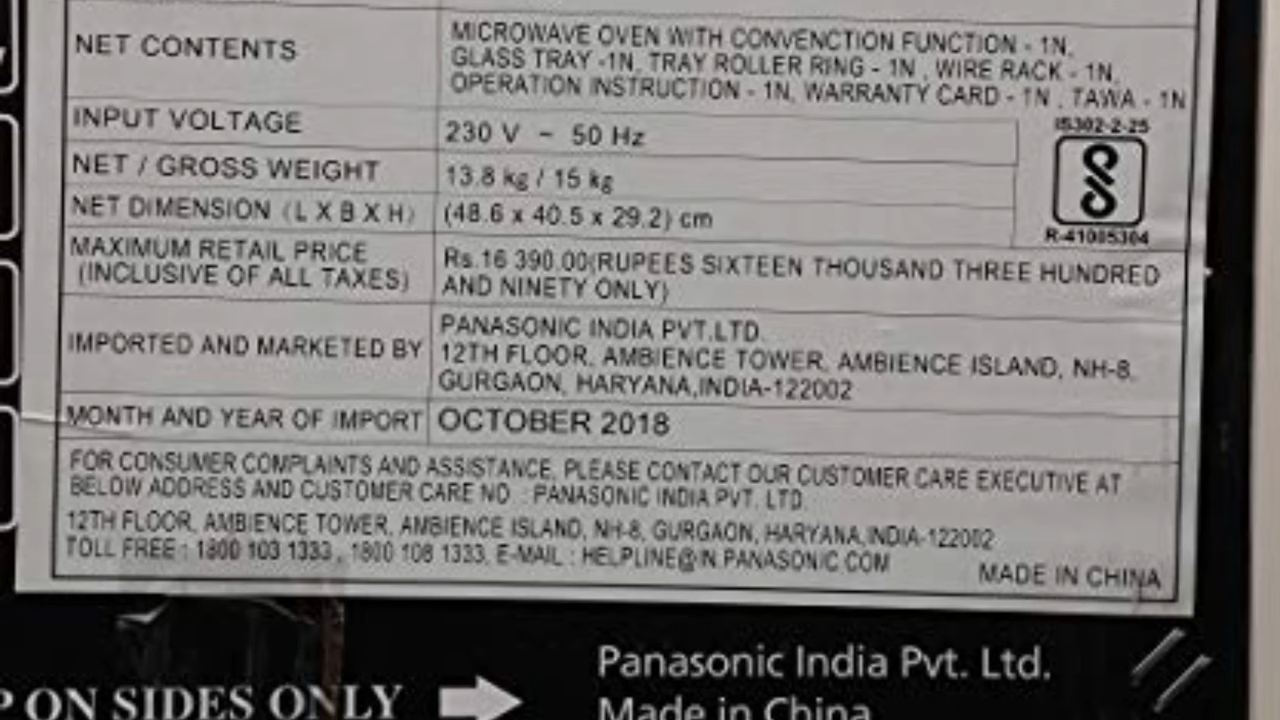 NET CONTENTS
MICROWAVE OVEN WITH CONVENCTION FUNCTION - 1N,
GLASS TRAY -1N, TRAY ROLLER RING - 1N , WIRE RACK - 1N,
OPERATION INSTRUCTION - 1N, WARRANTY CARD - 1N , TAWA - 1N
INPUT VOLTAGE
230 V ~ 50 Hz
IS302-2-25
NET / GROSS WEIGHT
13.8 kg / 15 kg
NET DIMENSION (L X B X H)
(48.6 x 40.5 x 29.2) cm
R-41005304
MAXIMUM RETAIL PRICE
(INCLUSIVE OF ALL TAXES)
Rs.16 390.00(RUPEES SIXTEEN THOUSAND THREE HUNDRED
AND NINETY ONLY)
IMPORTED AND MARKETED BY
PANASONIC INDIA PVT.LTD.
12TH FLOOR, AMBIENCE TOWER, AMBIENCE ISLAND, NH-8,
GURGAON, HARYANA,INDIA-122002
MONTH AND YEAR OF IMPORT
OCTOBER 2018
FOR CONSUMER COMPLAINTS AND ASSISTANCE, PLEASE CONTACT OUR CUSTOMER CARE EXECUTIVE AT
BELOW ADDRESS AND CUSTOMER CARE NO : PANASONIC INDIA PVT. LTD.
12TH FLOOR, AMBIENCE TOWER, AMBIENCE ISLAND, NH-8, GURGAON, HARYANA,INDIA-122002
TOLL FREE : 1800 103 1333 , 1800 108 1333, E-MAIL : HELPLINE@IN.PANASONIC.COM
MADE IN CHINA
Panasonic India Pvt. Ltd.
P ON SIDES ONLY
Made in China